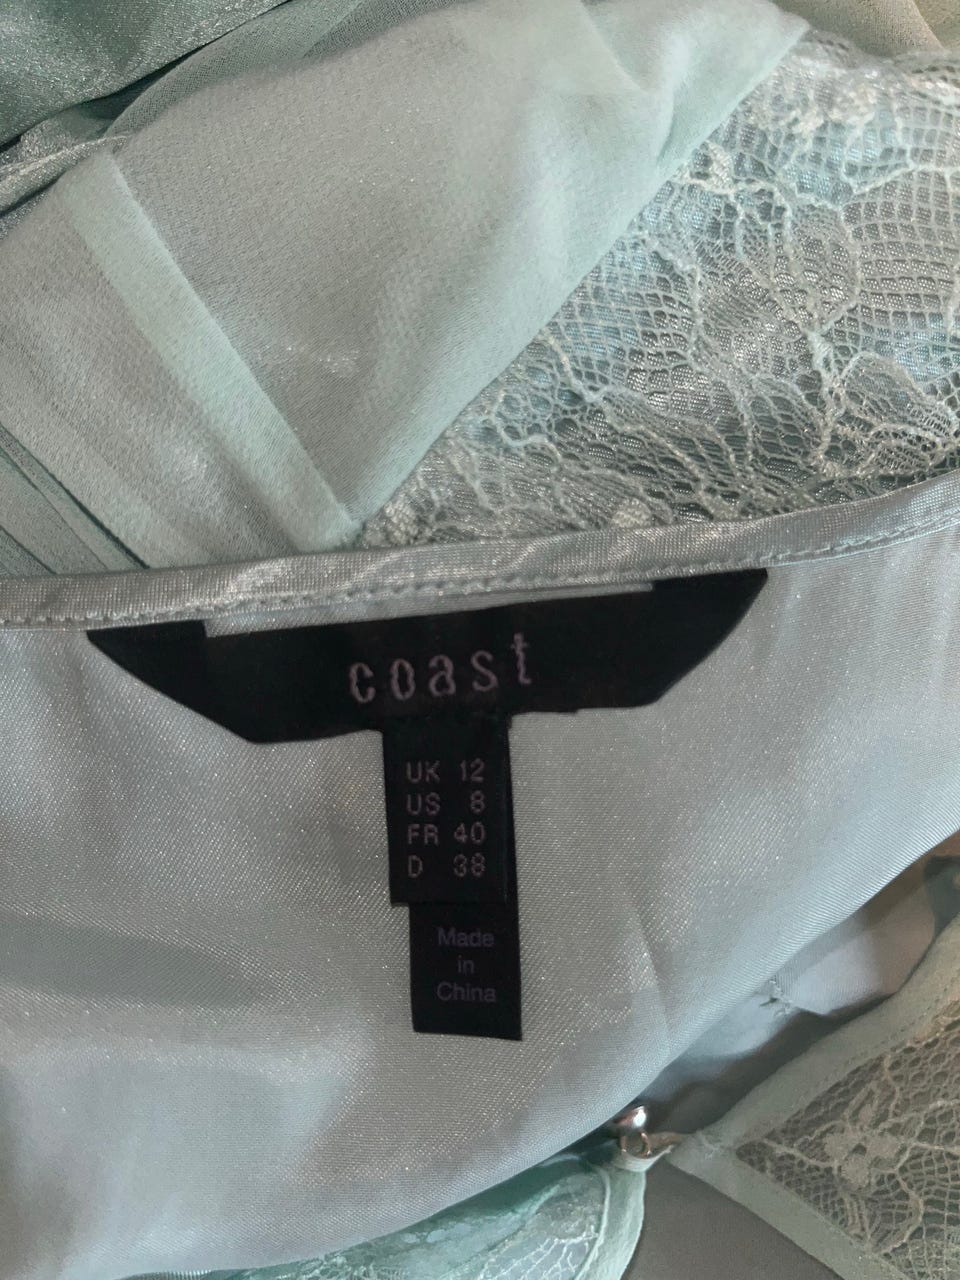 coast
UK 12
US 8
FR 40
D 38
Made
in
China